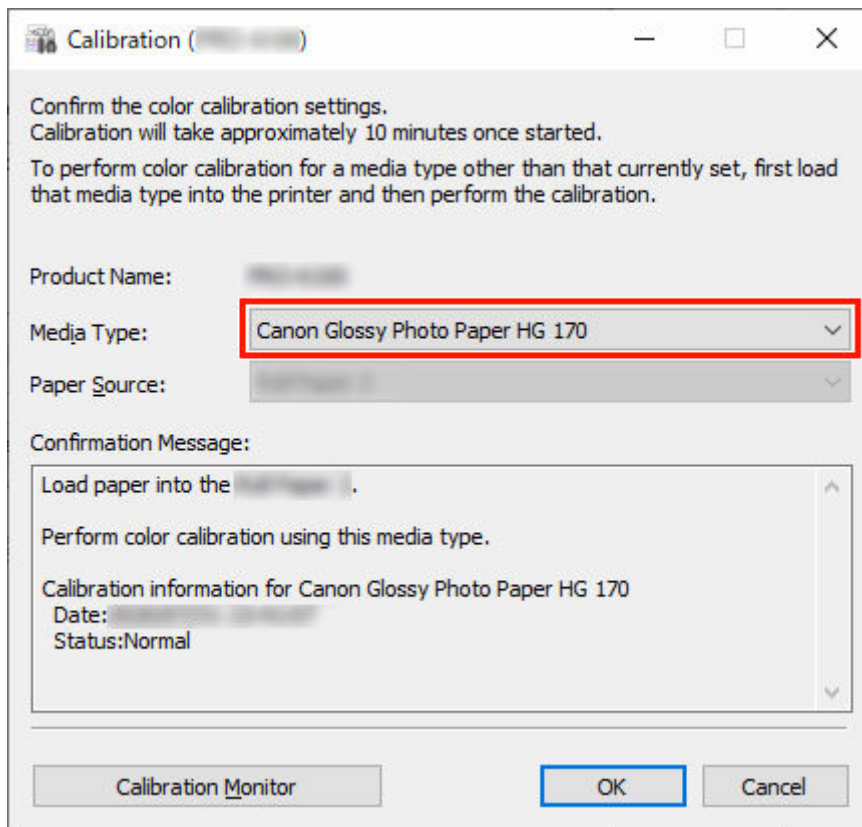 Calibration ( )
Confirm the color calibration settings.
Calibration will take approximately 10 minutes once started.
To perform color calibration for a media type other than that currently set, first load
that media type into the printer and then perform the calibration.
Product Name:
Media Type: Canon Glossy Photo Paper HG 170
Paper Source:
Confirmation Message:
Load paper into the .
Perform color calibration using this media type.
Calibration information for Canon Glossy Photo Paper HG 170
Date:
Status:Normal
Calibration Monitor OK Cancel